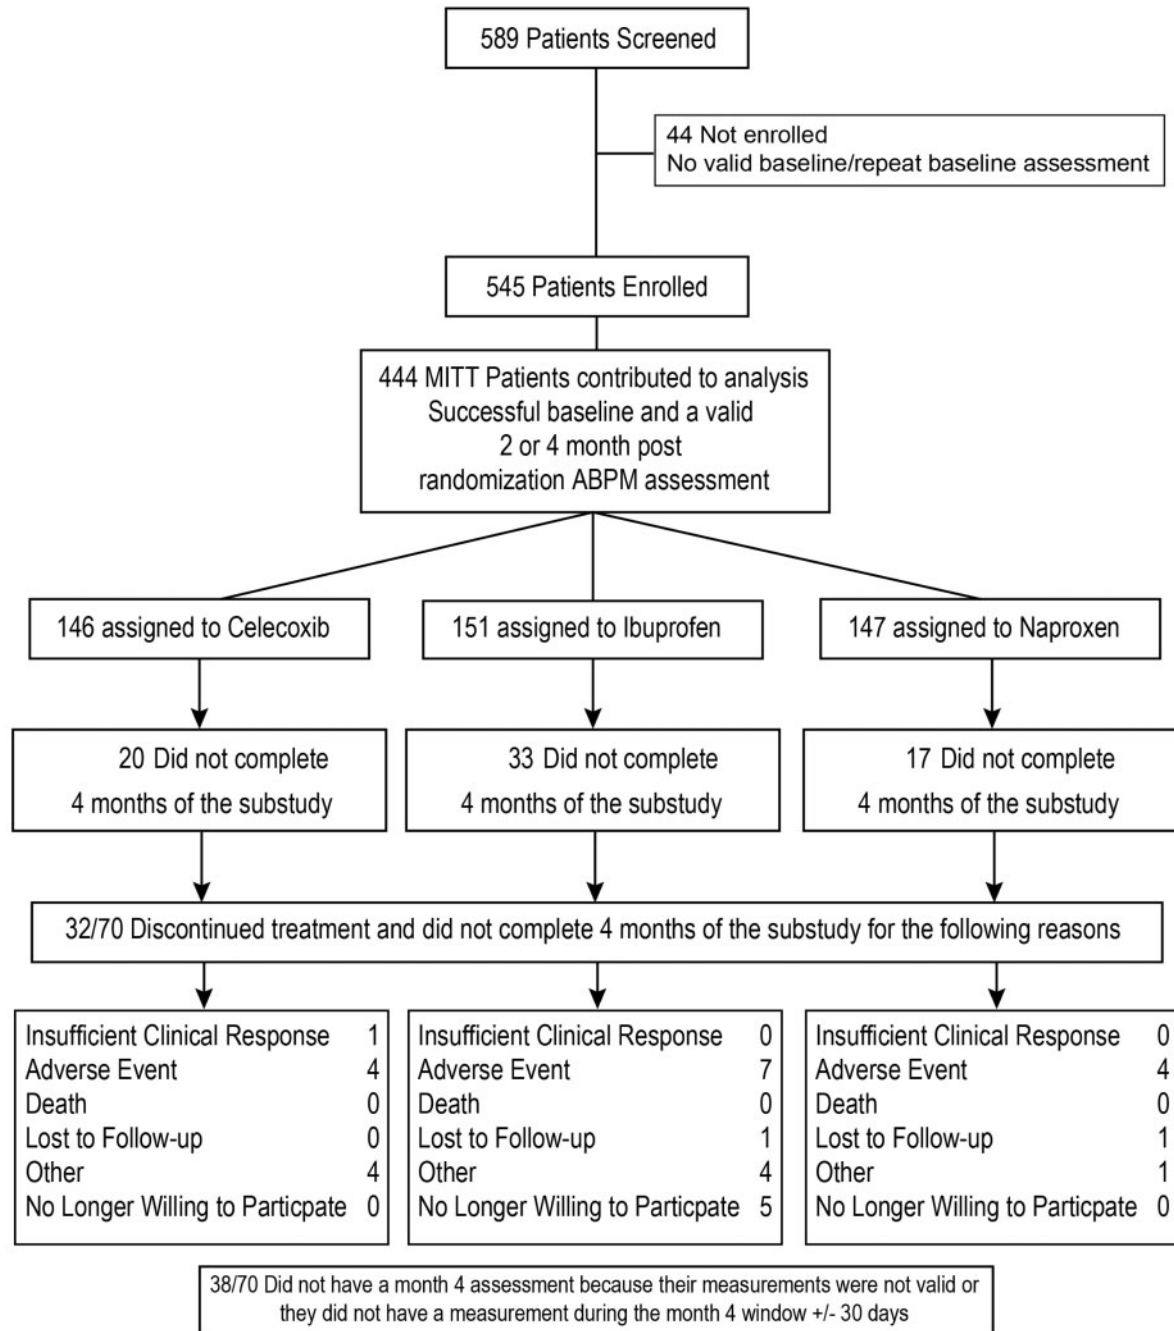 589 Patients Screened
44 Not enrolled
No valid baseline/repeat baseline assessment
545 Patients Enrolled
444 MITT Patients contributed to analysis
Successful baseline and a valid
2 or 4 month post
randomization ABPM assessment
146 assigned to Celecoxib
151 assigned to Ibuprofen
147 assigned to Naproxen
20 Did not complete
4 months of the substudy
33 Did not complete
4 months of the substudy
17 Did not complete
4 months of the substudy
32/70 Discontinued treatment and did not complete 4 months of the substudy for the following reasons
Insufficient Clinical Response 1
Adverse Event 4
Death 0
Lost to Follow-up 0
Other 4
No Longer Willing to Particpate 0
Insufficient Clinical Response 0
Adverse Event 7
Death 0
Lost to Follow-up 1
Other 4
No Longer Willing to Particpate 5
Insufficient Clinical Response 0
Adverse Event 4
Death 0
Lost to Follow-up 1
Other 1
No Longer Willing to Particpate 0
38/70 Did not have a month 4 assessment because their measurements were not valid or
they did not have a measurement during the month 4 window +/- 30 days